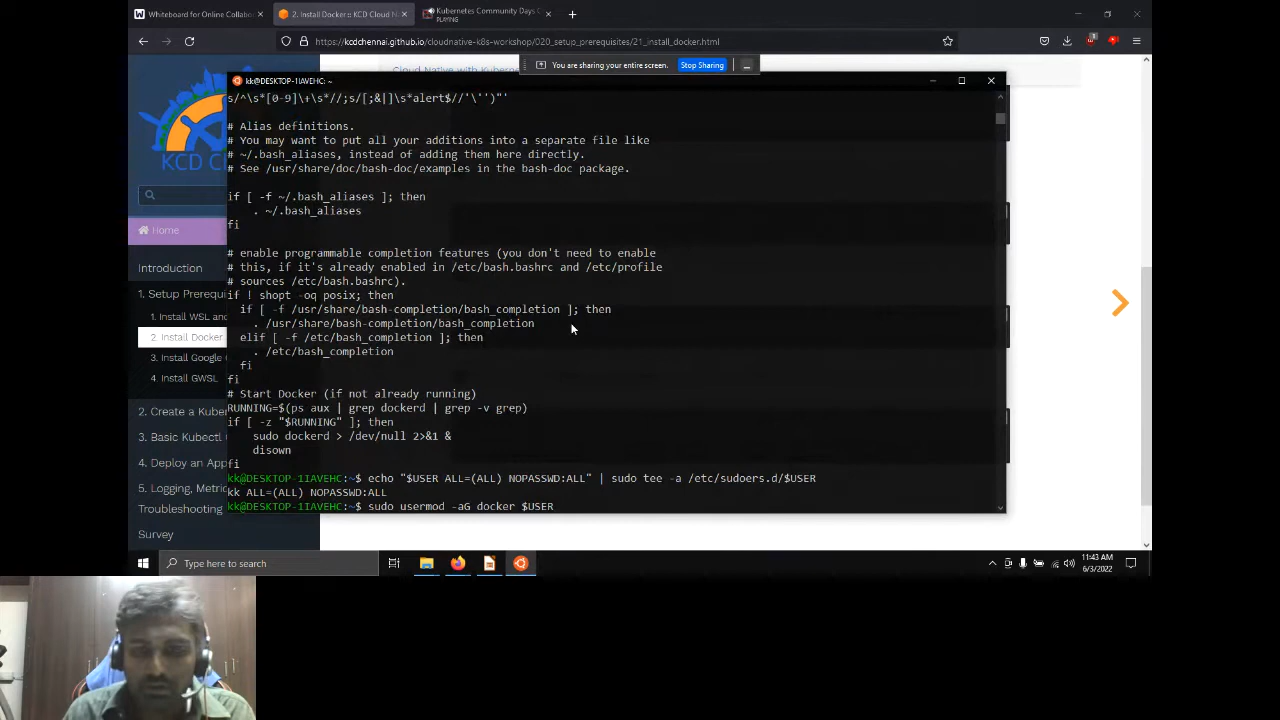 Whiteboard for Online Collabo
2. Install Docker :: KCD Cloud N
Kubernetes Community Days C
PLAYING
https://kcdchennai.github.io/cloudnative-k8s-workshop/020_setup_prerequisites/21_install_docker.html
Cloud Native with Kuberne
You are sharing your entire screen.
Stop Sharing
KCD C
Home
Introduction
1. Setup Prerequi
1. Install WSL an
2. Install Docker
3. Install Google
4. Install GWSL
2. Create a Kuber
3. Basic Kubectl
4. Deploy an App
5. Logging, Metric
Troubleshooting
Survey
kk@DESKTOP-1IAVEHC: ~
s/^\s*[0-9]\+\s*//;s/[;&|]\s*alert$//'\'')"'
# Alias definitions.
# You may want to put all your additions into a separate file like
# ~/.bash_aliases, instead of adding them here directly.
# See /usr/share/doc/bash-doc/examples in the bash-doc package.
if [ -f ~/.bash_aliases ]; then
. ~/.bash_aliases
fi
# enable programmable completion features (you don't need to enable
# this, if it's already enabled in /etc/bash.bashrc and /etc/profile
# sources /etc/bash.bashrc).
if ! shopt -oq posix; then
if [ -f /usr/share/bash-completion/bash_completion ]; then
. /usr/share/bash-completion/bash_completion
elif [ -f /etc/bash_completion ]; then
. /etc/bash_completion
fi
fi
# Start Docker (if not already running)
RUNNING=$(ps aux | grep dockerd | grep -v grep)
if [ -z "$RUNNING" ]; then
sudo dockerd > /dev/null 2>&1 &
disown
fi
kk@DESKTOP-1IAVEHC:~$ echo "$USER ALL=(ALL) NOPASSWD:ALL" | sudo tee -a /etc/sudoers.d/$USER
kk ALL=(ALL) NOPASSWD:ALL
kk@DESKTOP-1IAVEHC:~$ sudo usermod -aG docker $USER
Type here to search
11:43 AM
6/3/2022